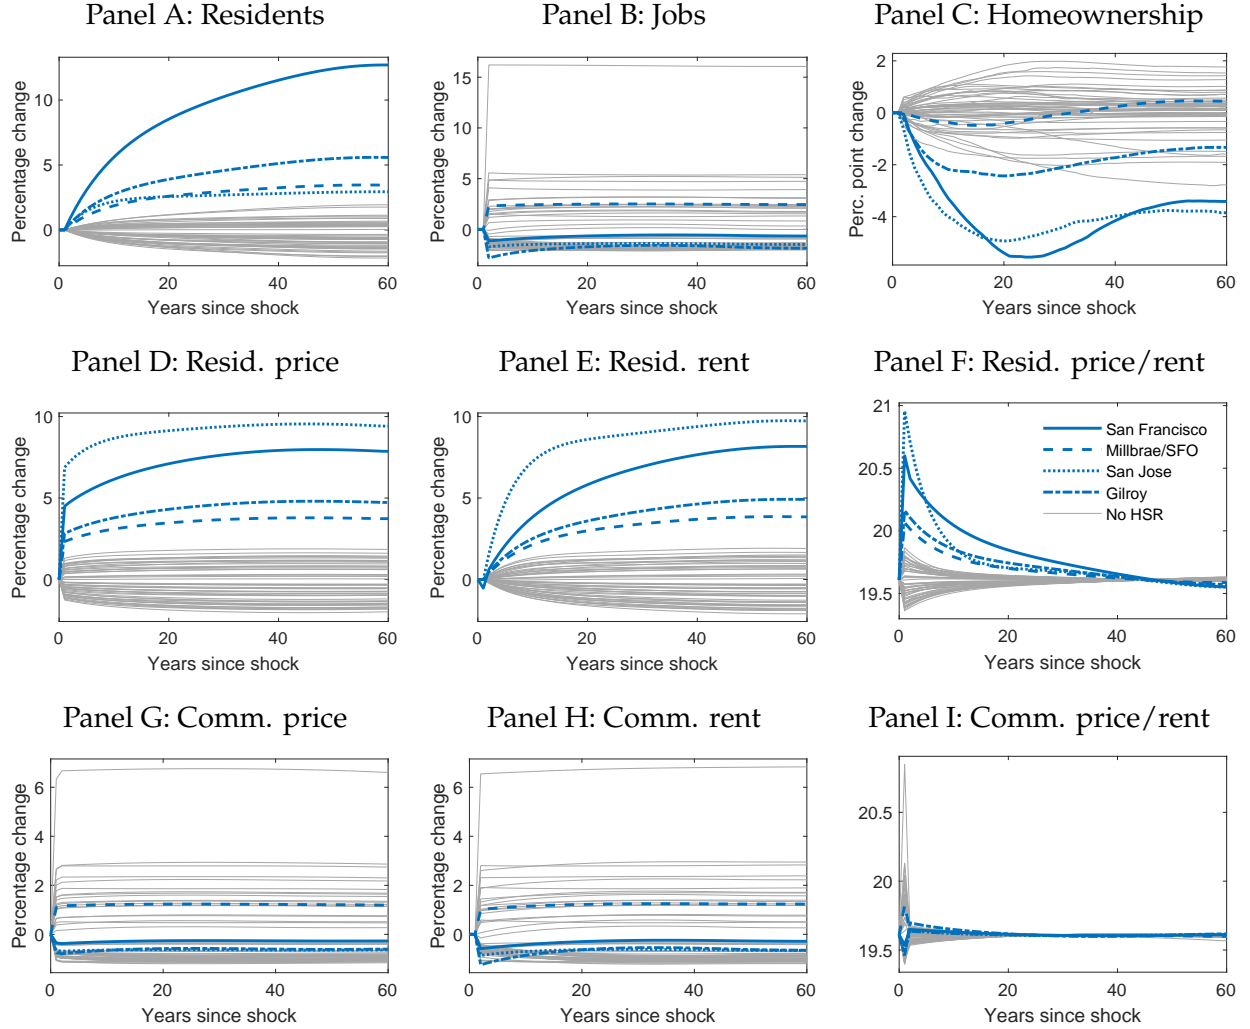 Panel A: Residents
Panel B: Jobs
Panel C: Homeownership
Percentage change
10
5
0
0
20
40
60
Years since shock
Percentage change
15
10
5
0
0
20
40
60
Years since shock
Perc. point change
2
0
-2
-4
0
20
40
60
Years since shock
Panel D: Resid. price
Panel E: Resid. rent
Panel F: Resid. price/rent
Percentage change
10
5
0
0
20
40
60
Years since shock
Percentage change
10
5
0
0
20
40
60
Years since shock
21
20.5
20
19.5
San Francisco
Millbrae/SFO
San Jose
Gilroy
No HSR
0
20
40
60
Years since shock
Panel G: Comm. price
Panel H: Comm. rent
Panel I: Comm. price/rent
Percentage change
6
4
2
0
0
20
40
60
Years since shock
Percentage change
6
4
2
0
0
20
40
60
Years since shock
20.5
20
19.5
0
20
40
60
Years since shock